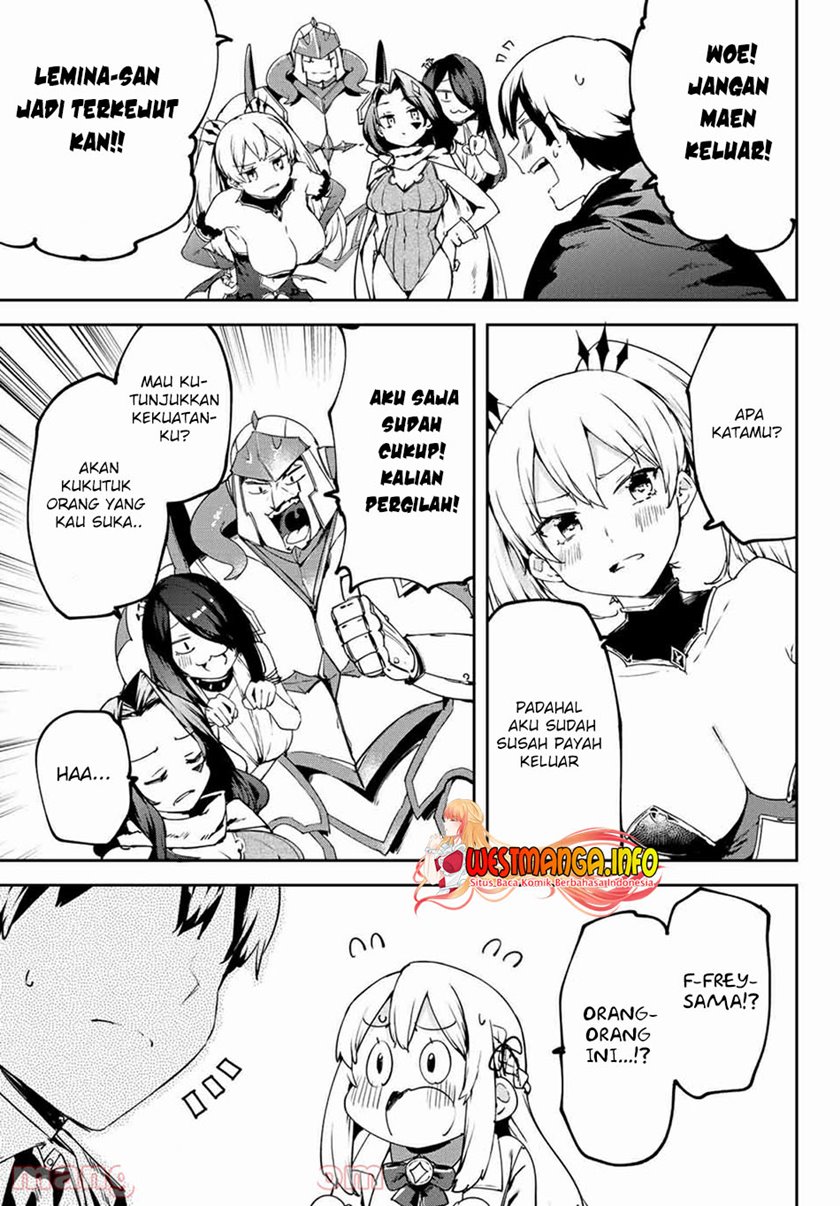 WOE!
JANGAN
MAEN
KELUAR!
LEMINA-SAN
JADI TERKEJUT
KAN!!
APA
KATAMU?
PADAHAL
AKU SUDAH
SUSAH PAYAH
KELUAR
AKU SAJA
SUDAH
CUKUP!
KALIAN
PERGILAH!
MAU KU-
TUNJUKKAN
KEKUATAN-
KU?
AKAN
KUKUTUK
ORANG YANG
KAU SUKA..
HAA...
WESTMANGA.INFO
SITUS BACA KOMIK BERBAHASA INDONESIA
F-FREY-
SAMA!?
ORANG-
ORANG
INI...!?